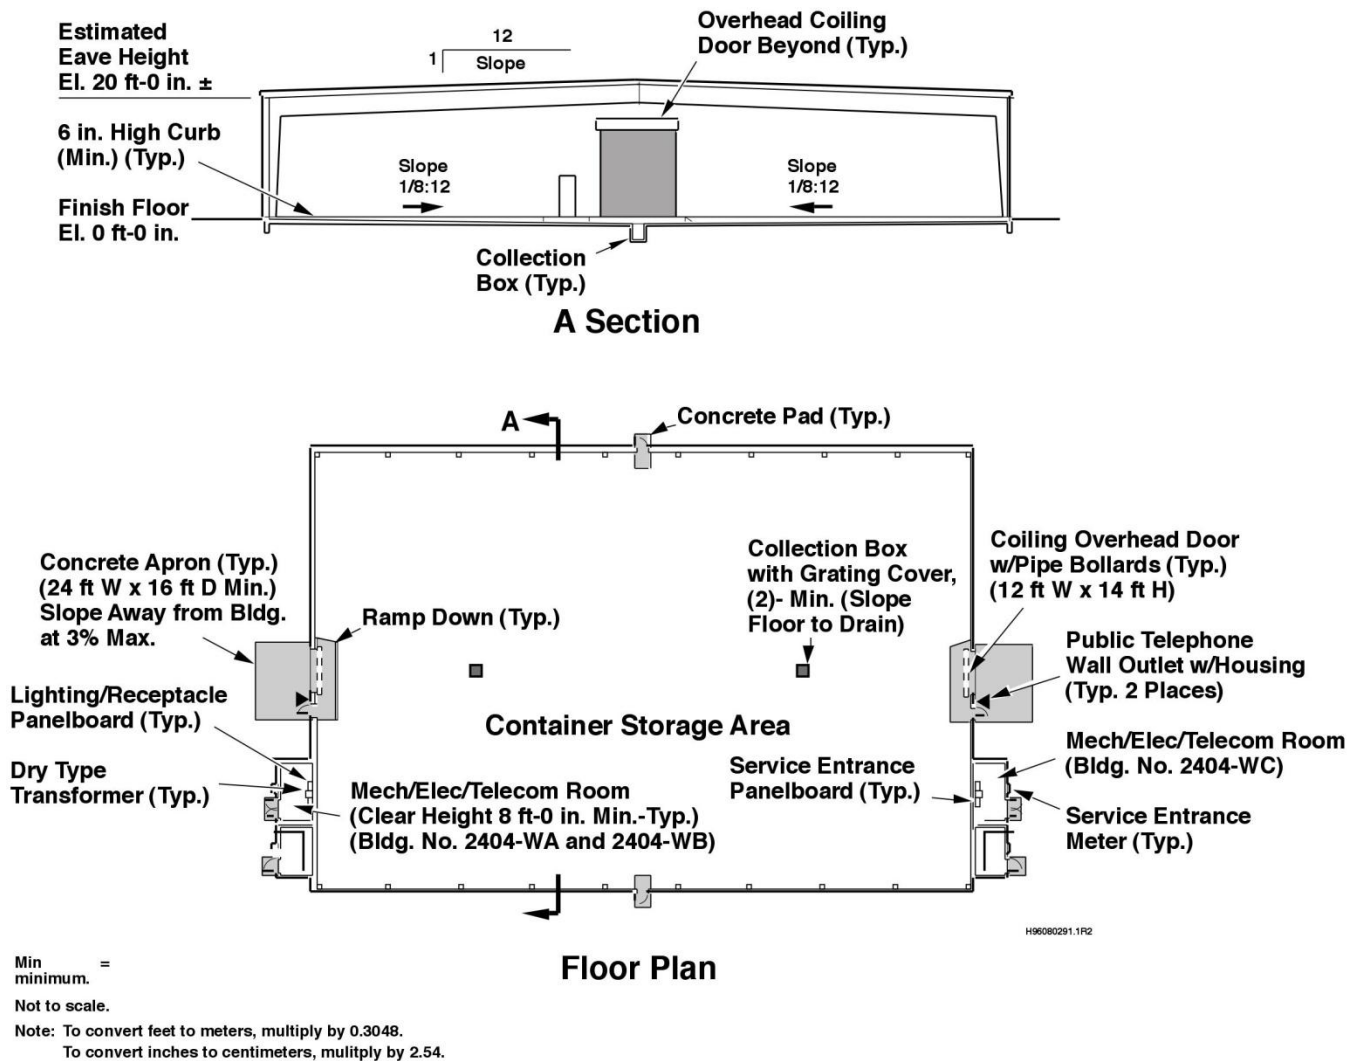 Estimated
Eave Height
El. 20 ft-0 in. ±
12
1
Slope
Overhead Coiling
Door Beyond (Typ.)
6 in. High Curb
(Min.) (Typ.)
Slope
1/8:12
Slope
1/8:12
Finish Floor
El. 0 ft-0 in.
Collection
Box (Typ.)
A Section
A
Concrete Pad (Typ.)
Concrete Apron (Typ.)
(24 ft W x 16 ft D Min.)
Slope Away from Bldg.
at 3% Max.
Ramp Down (Typ.)
Collection Box
with Grating Cover,
(2)- Min. (Slope
Floor to Drain)
Coiling Overhead Door
w/Pipe Bollards (Typ.)
(12 ft W x 14 ft H)
Public Telephone
Wall Outlet w/Housing
(Typ. 2 Places)
Lighting/Receptacle
Panelboard (Typ.)
Container Storage Area
Dry Type
Transformer (Typ.)
Mech/Elec/Telecom Room
(Clear Height 8 ft-0 in. Min.-Typ.)
(Bldg. No. 2404-WA and 2404-WB)
Service Entrance
Panelboard (Typ.)
Mech/Elec/Telecom Room
(Bldg. No. 2404-WC)
Service Entrance
Meter (Typ.)
H96080291.1R2
Floor Plan
Min =
minimum.
Not to scale.
Note: To convert feet to meters, multiply by 0.3048.
To convert inches to centimeters, mulitply by 2.54.